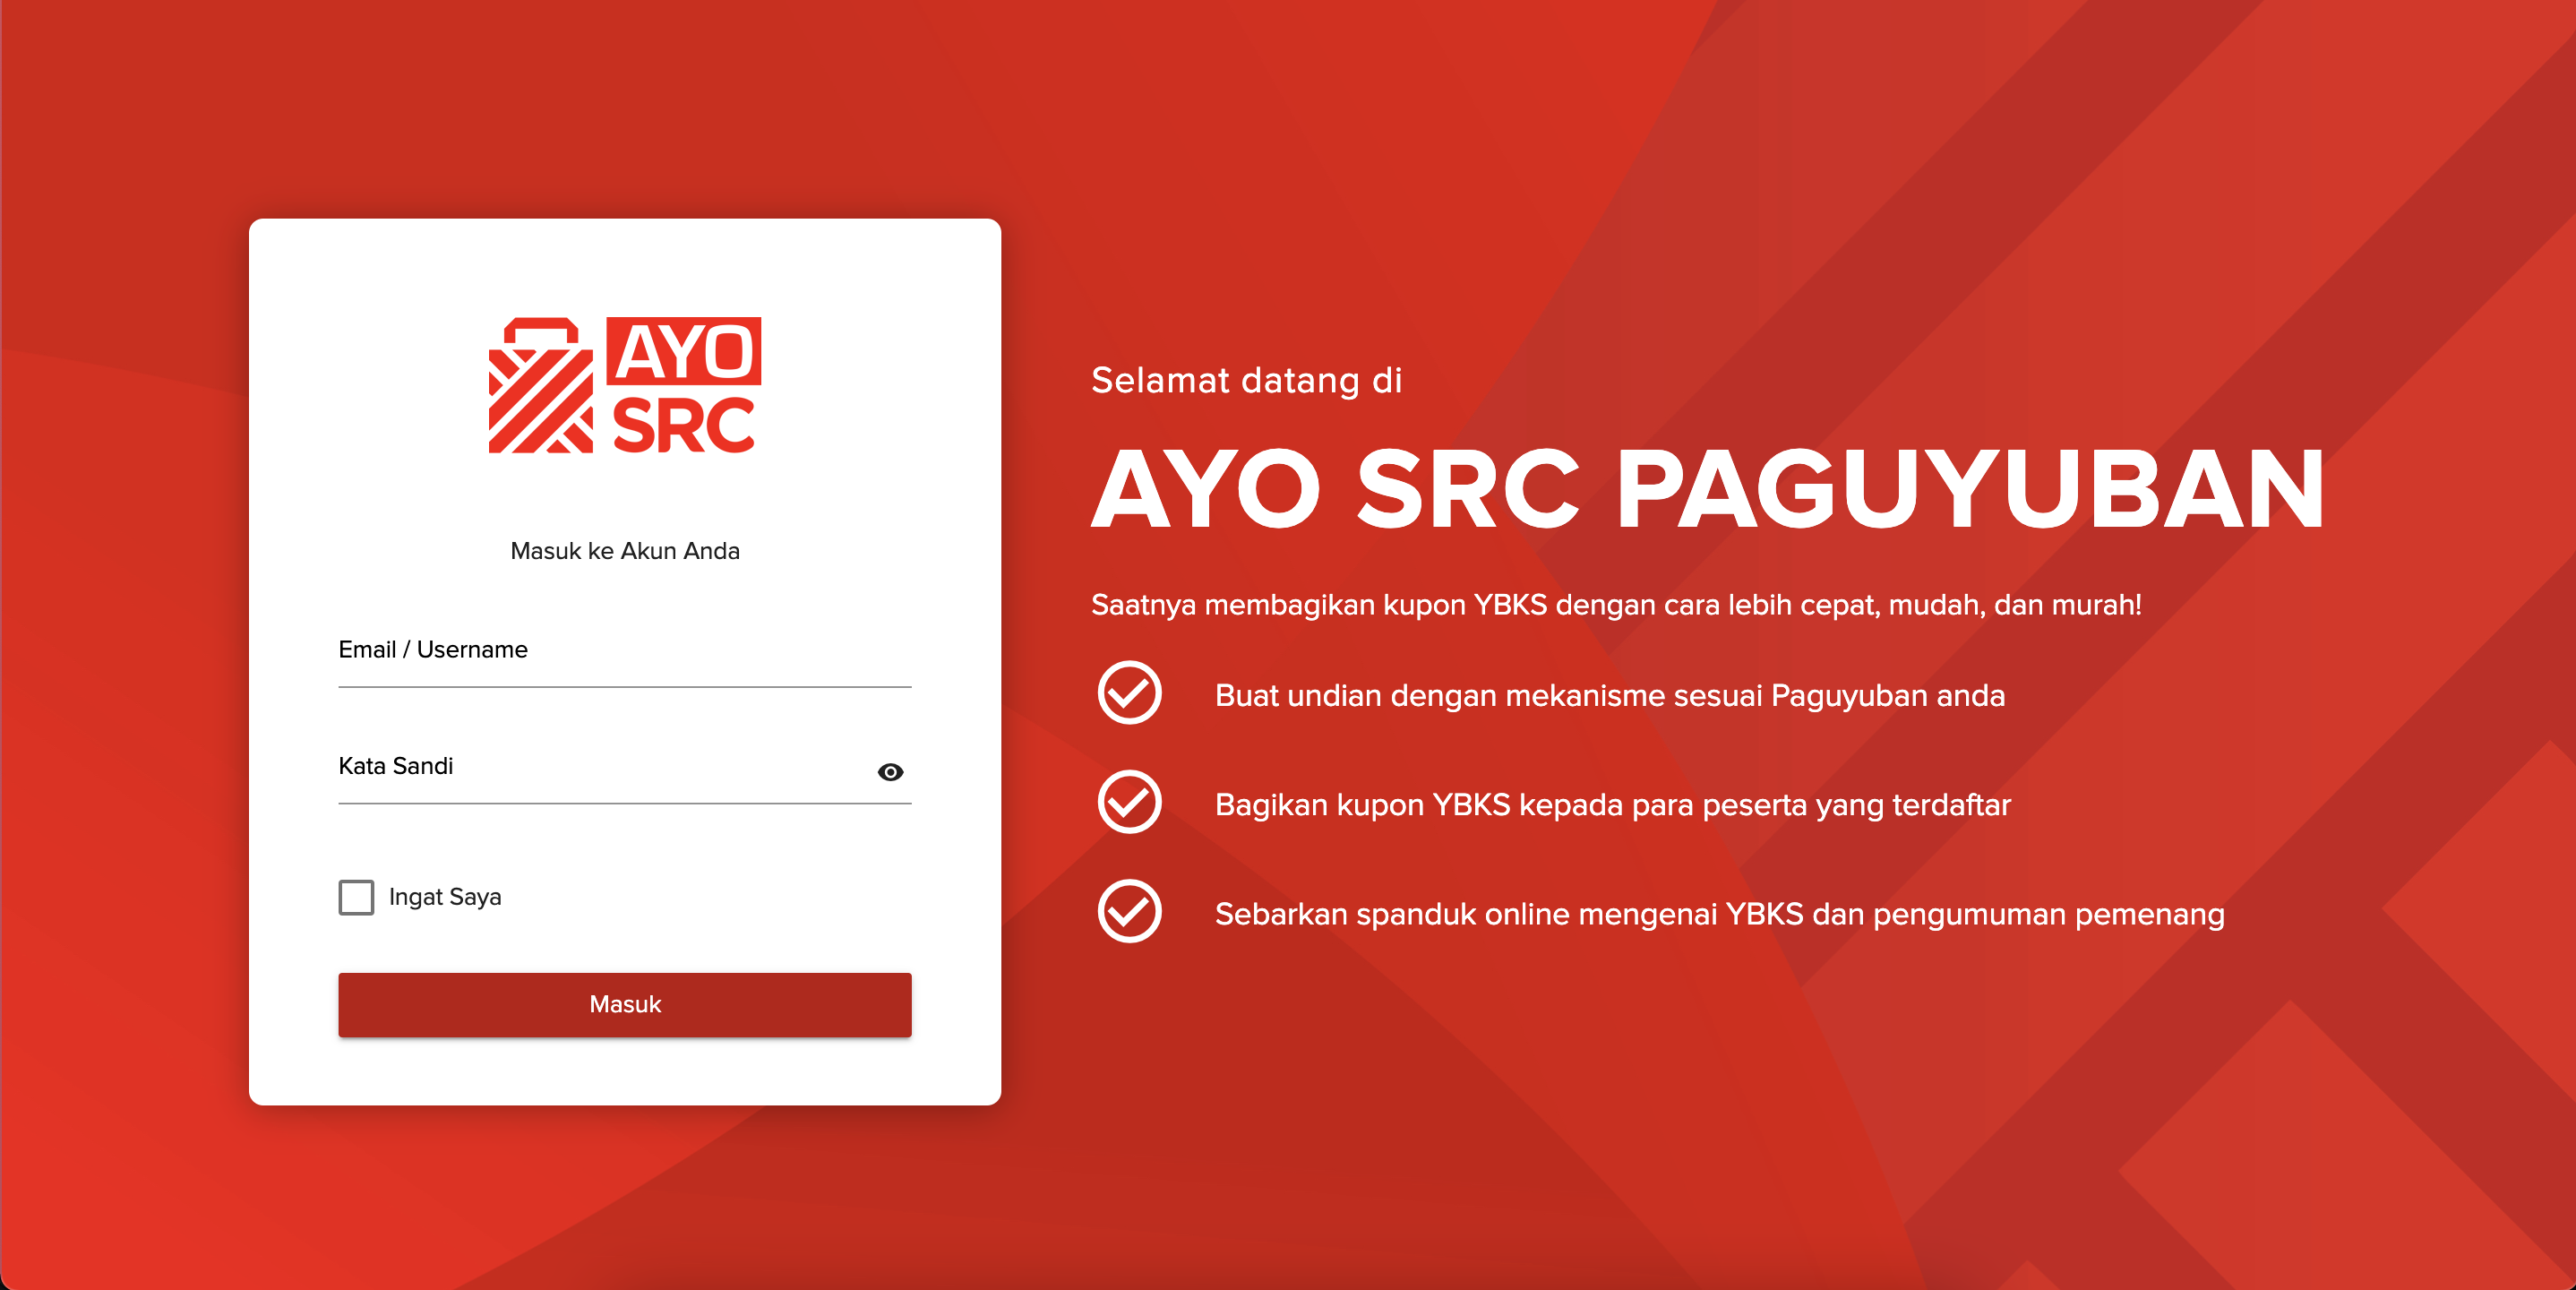 AYO
SRC
Masuk ke Akun Anda
Email / Username
Kata Sandi
Ingat Saya
Masuk
Selamat datang di
AYO SRC PAGUYUBAN
Saatnya membagikan kupon YBKS dengan cara lebih cepat, mudah, dan murah!
Buat undian dengan mekanisme sesuai Paguyuban anda
Bagikan kupon YBKS kepada para peserta yang terdaftar
Sebarkan spanduk online mengenai YBKS dan pengumuman pemenang